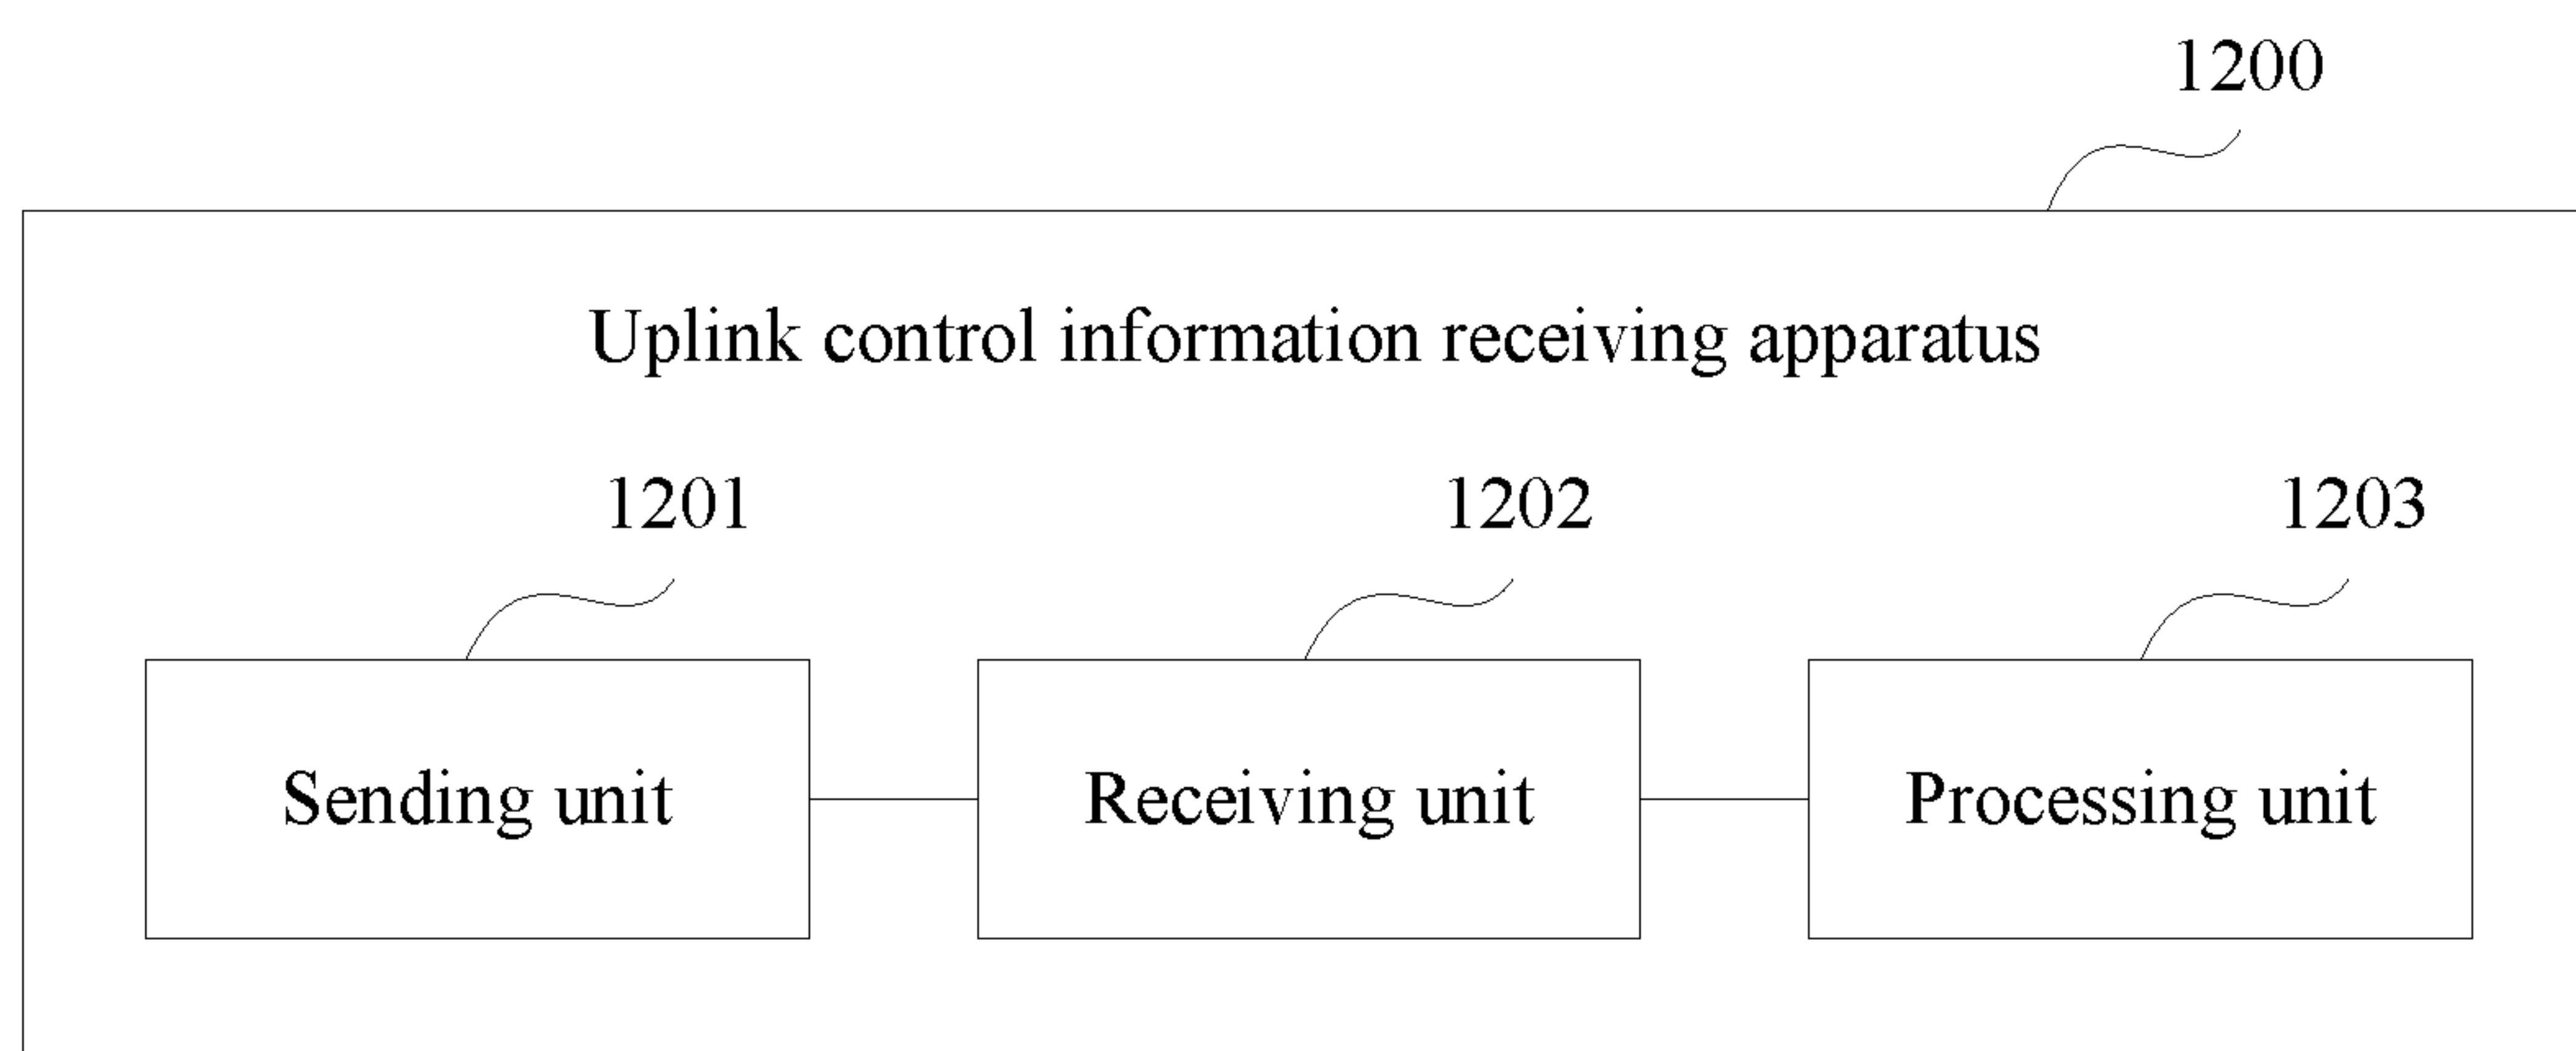 1200
Uplink control information receiving apparatus
1201 1202 1203
Sending unit Receiving unit Processing unit